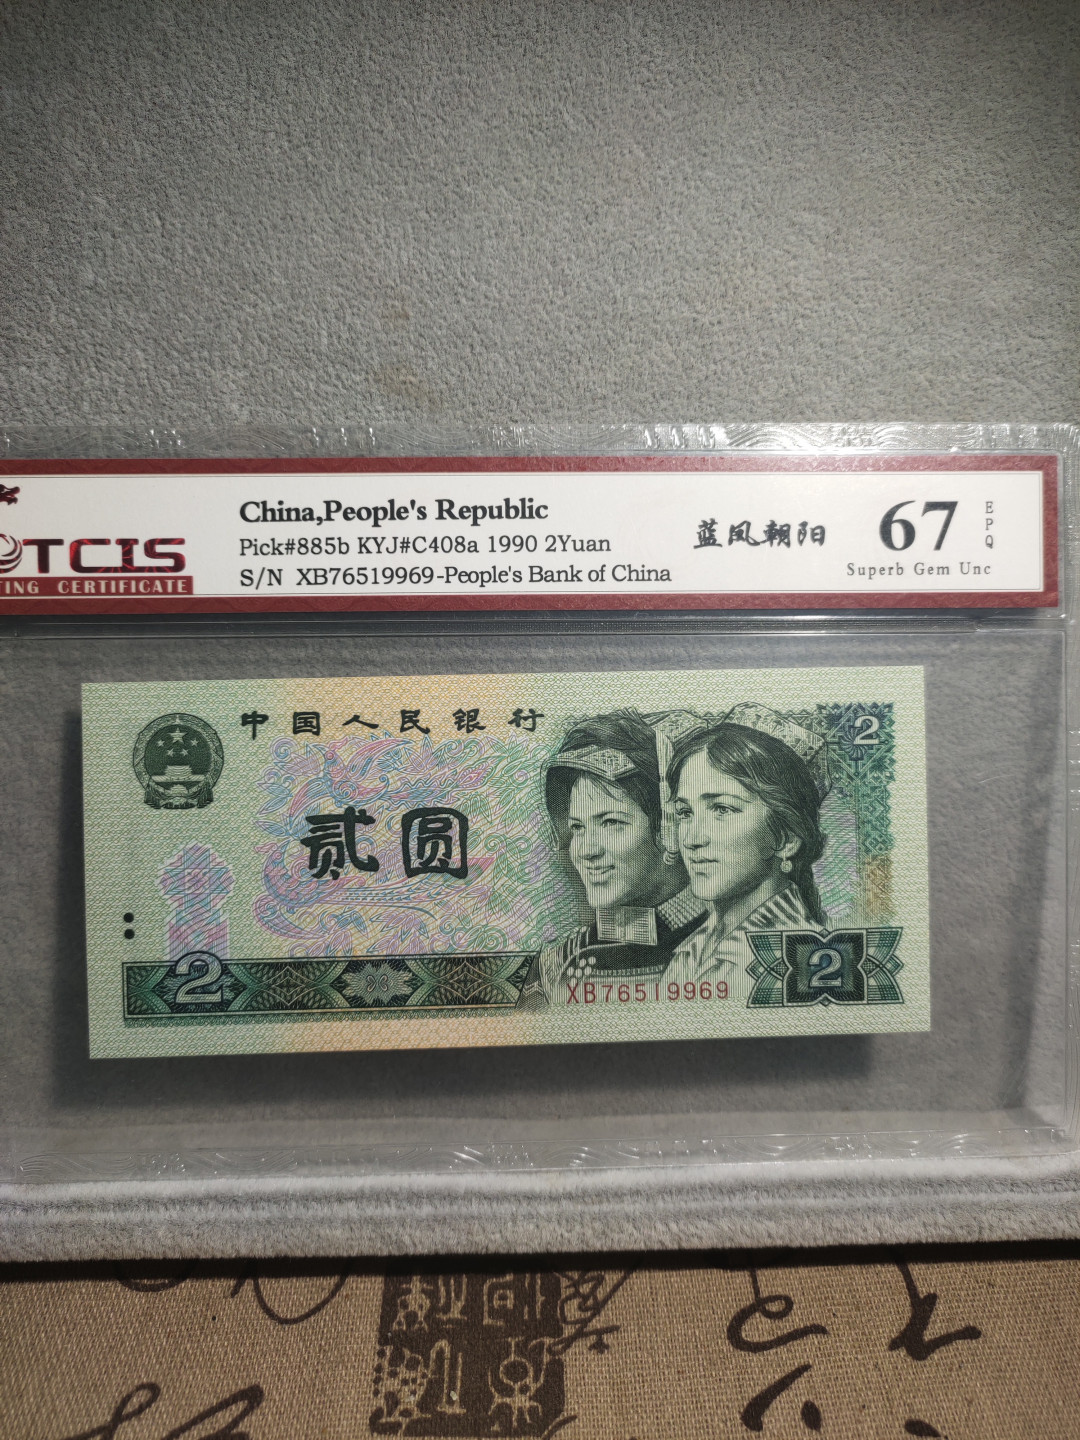 China,People's Republic
Pick#885b KYJ#C408a 1990 2Yuan
S/N XB76519969-People's Bank of China
蓝凤朝阳
67
EPQ
Superb Gem Unc
TCIS
TING CERTIFICATE
中国人民银行
贰圆
2
2
2
XB76519969